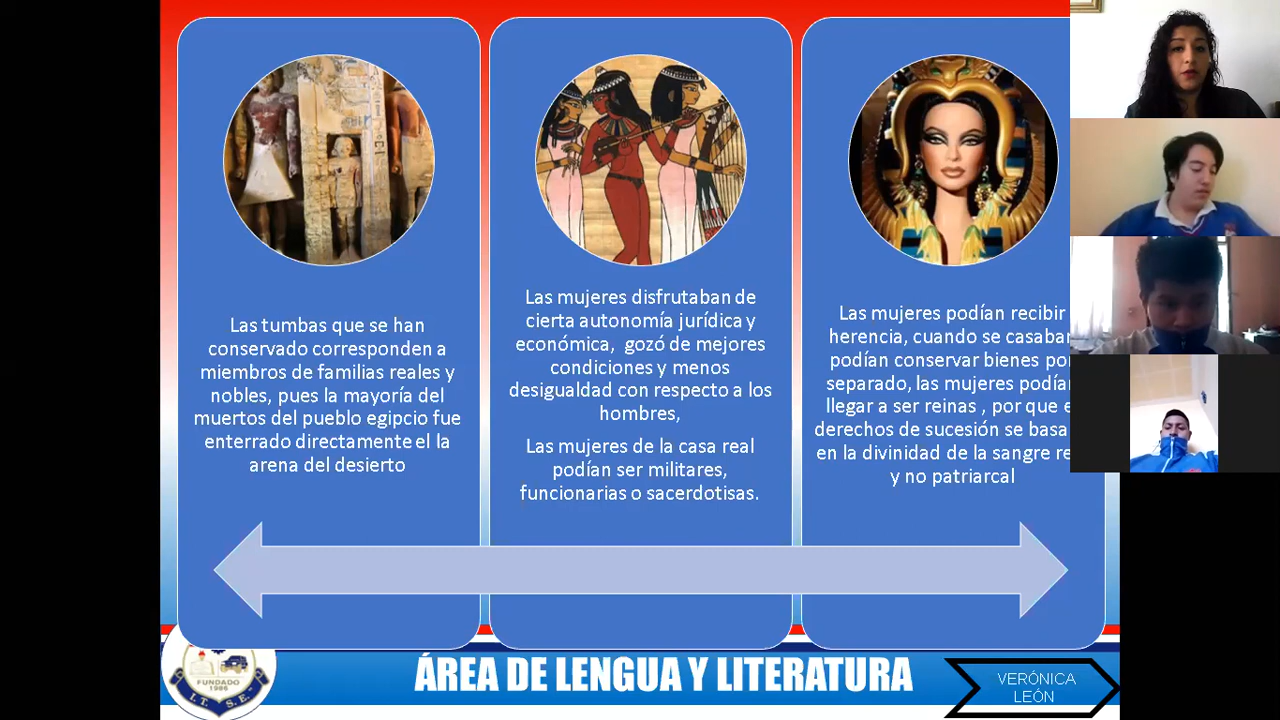 Las tumbas que se han
conservado corresponden a
miembros de familias reales y
nobles, pues la mayoría del
muertos del pueblo egipcio fue
enterrado directamente el la
arena del desierto
Las mujeres disfrutaban de
cierta autonomía jurídica y
económica, gozó de mejores
condiciones y menos
desigualdad con respecto a los
hombres,
Las mujeres de la casa real
podían ser militares,
funcionarias o sacerdotisas.
Las mujeres podían recibir
herencia, cuando se casaban
podían conservar bienes por
separado, las mujeres podían
llegar a ser reinas , por que e
derechos de sucesión se basa
en la divinidad de la sangre re
y no patriarcal
FUNDADO
1986
I.T. S.E.
ÁREA DE LENGUA Y LITERATURA
VERÓNICA
LEÓN